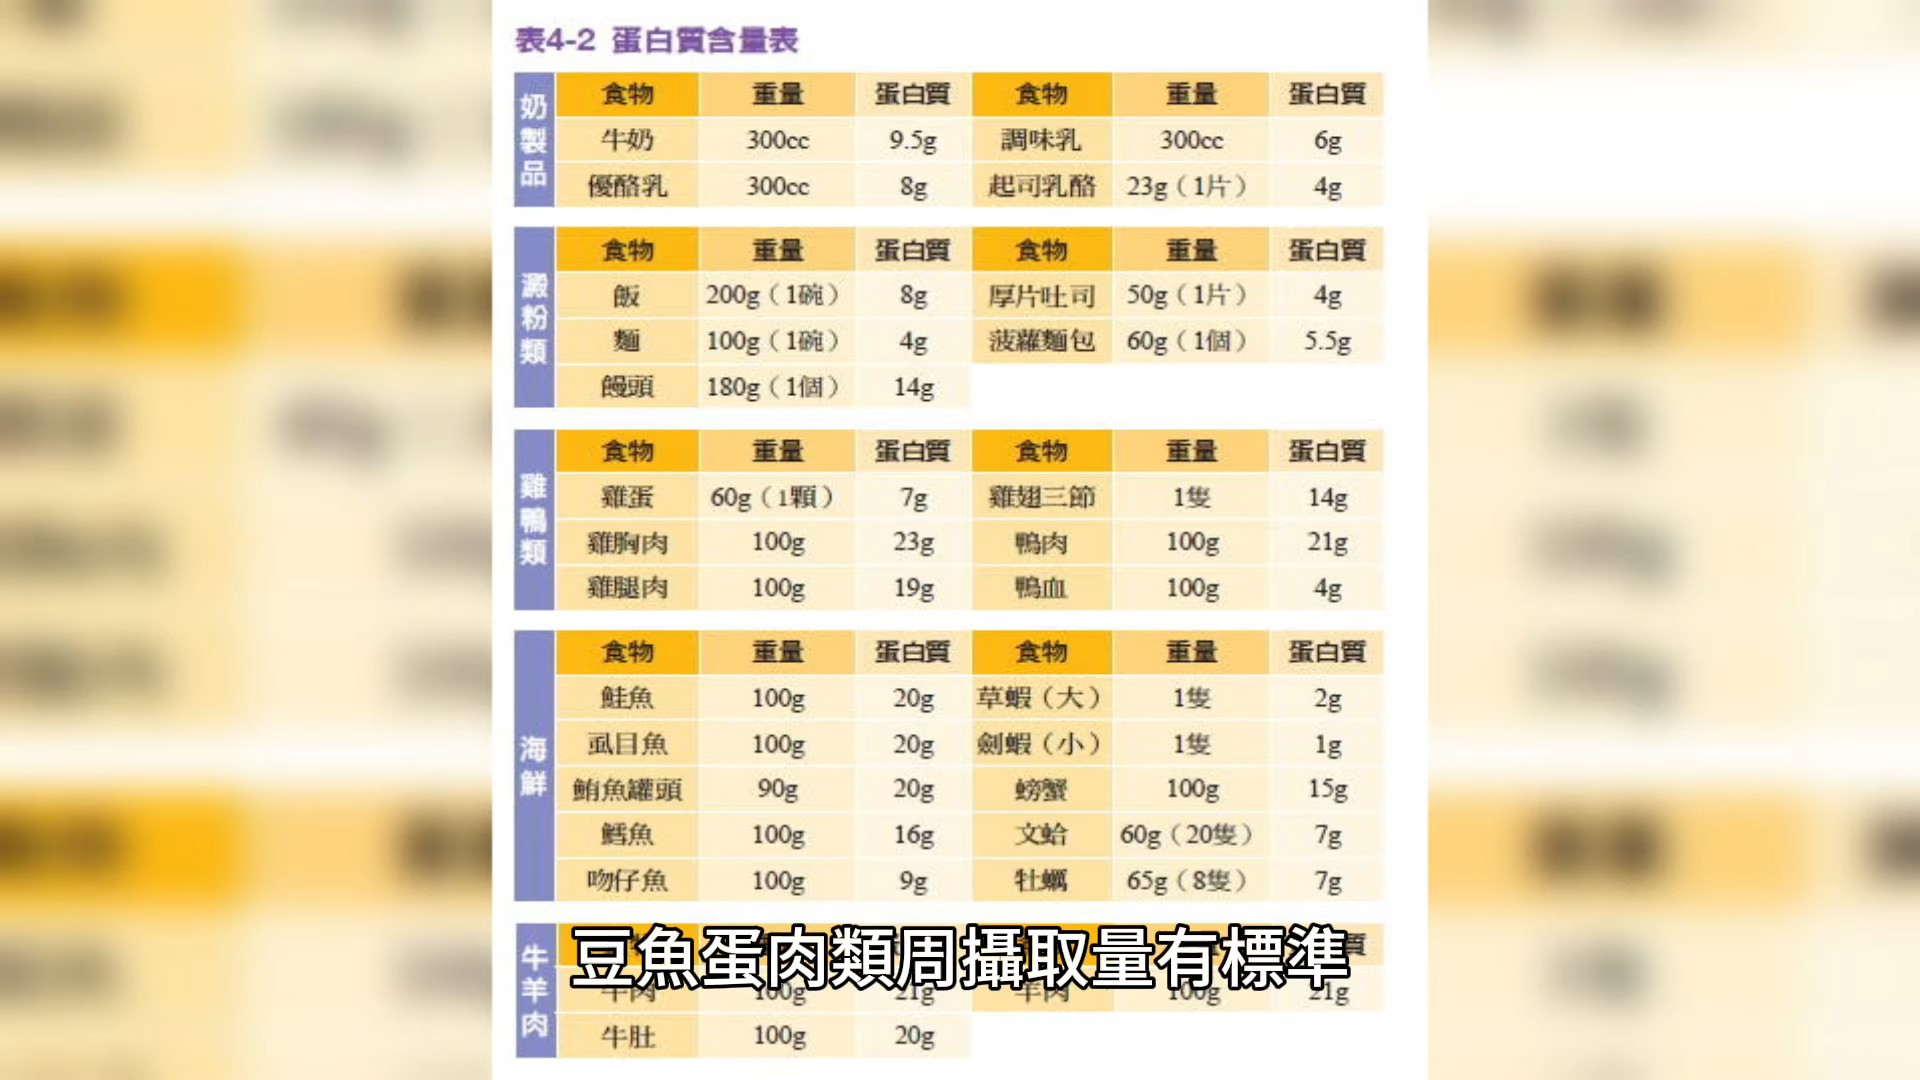 表4-2 蛋白質含量表
奶製品
食物 重量 蛋白質 食物 重量 蛋白質
牛奶 300cc 9.5g 調味乳 300cc 6g
優酪乳 300cc 8g 起司乳酪 23g（1片） 4g
澱粉類
食物 重量 蛋白質 食物 重量 蛋白質
飯 200g（1碗） 8g 厚片吐司 50g（1片） 4g
麵 100g（1碗） 4g 菠蘿麵包 60g（1個） 5.5g
饅頭 180g（1個） 14g
雞鴨類
食物 重量 蛋白質 食物 重量 蛋白質
雞蛋 60g（1顆） 7g 雞翅三節 1隻 14g
雞胸肉 100g 23g 鴨肉 100g 21g
雞腿肉 100g 19g 鴨血 100g 4g
海鮮
食物 重量 蛋白質 食物 重量 蛋白質
鮭魚 100g 20g 草蝦（大） 1隻 2g
虱目魚 100g 20g 劍蝦（小） 1隻 1g
鮪魚罐頭 90g 20g 螃蟹 100g 15g
鱈魚 100g 16g 文蛤 60g（20隻） 7g
吻仔魚 100g 9g 牡蠣 65g（8隻） 7g
牛羊肉
豆魚蛋肉類周攝取量有標準
牛肉 100g 21g 羊肉 100g 21g
牛肚 100g 20g